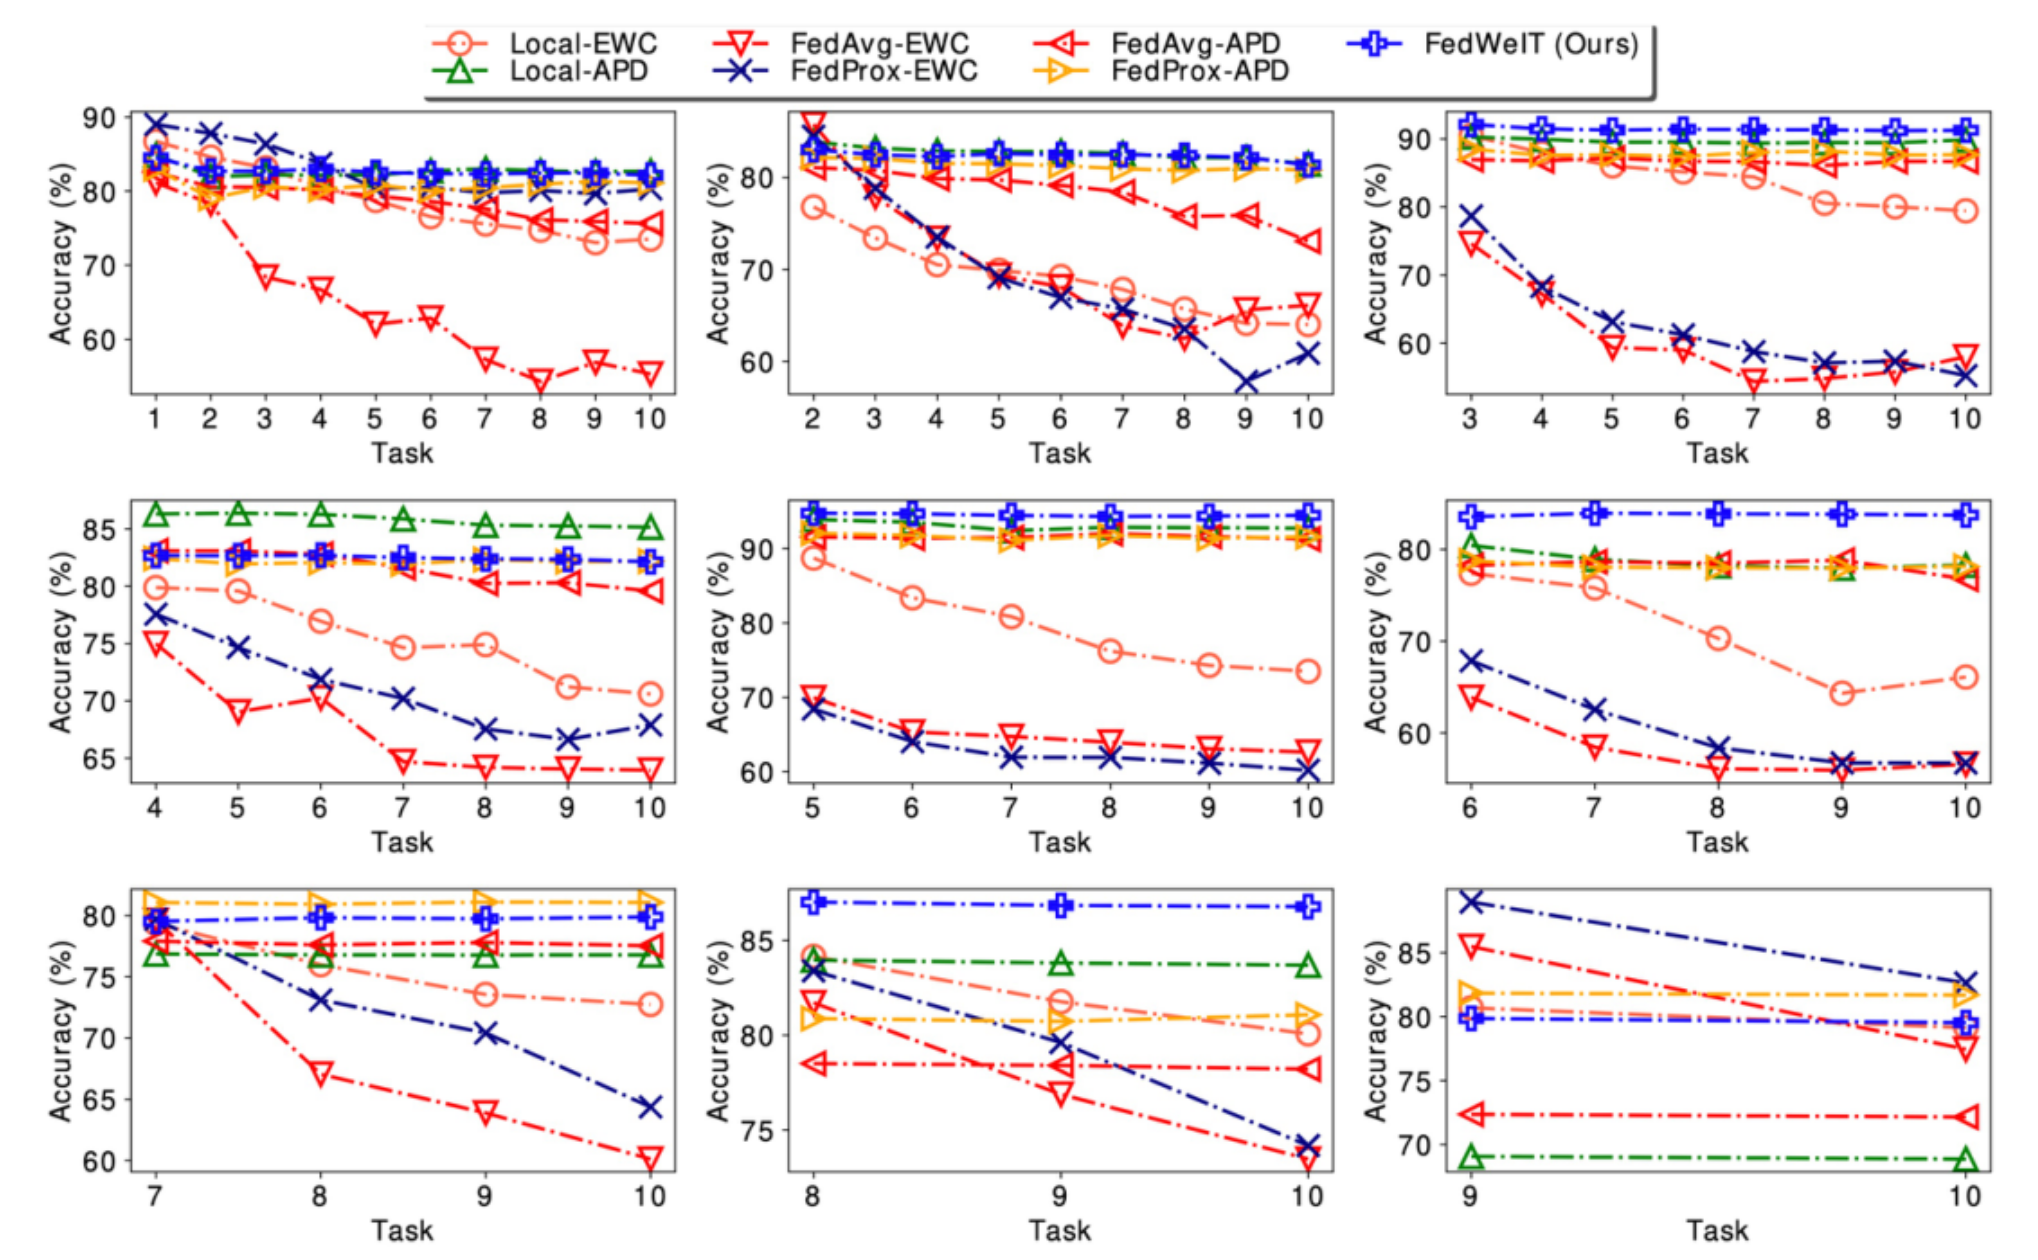 Local-EWC FedAvg-EWC FedAvg-APD FedWeIT (Ours)
Local-APD FedProx-EWC FedProx-APD
90
80
70
60
Accuracy (%)
1 2 3 4 5 6 7 8 9 10
Task
80
70
60
Accuracy (%)
2 3 4 5 6 7 8 9 10
Task
90
80
70
60
Accuracy (%)
3 4 5 6 7 8 9 10
Task
85
80
75
70
65
Accuracy (%)
4 5 6 7 8 9 10
Task
90
80
70
60
Accuracy (%)
5 6 7 8 9 10
Task
80
70
60
Accuracy (%)
6 7 8 9 10
Task
80
75
70
65
60
Accuracy (%)
7 8 9 10
Task
85
80
75
Accuracy (%)
8 9 10
Task
85
80
75
70
Accuracy (%)
9 10
Task